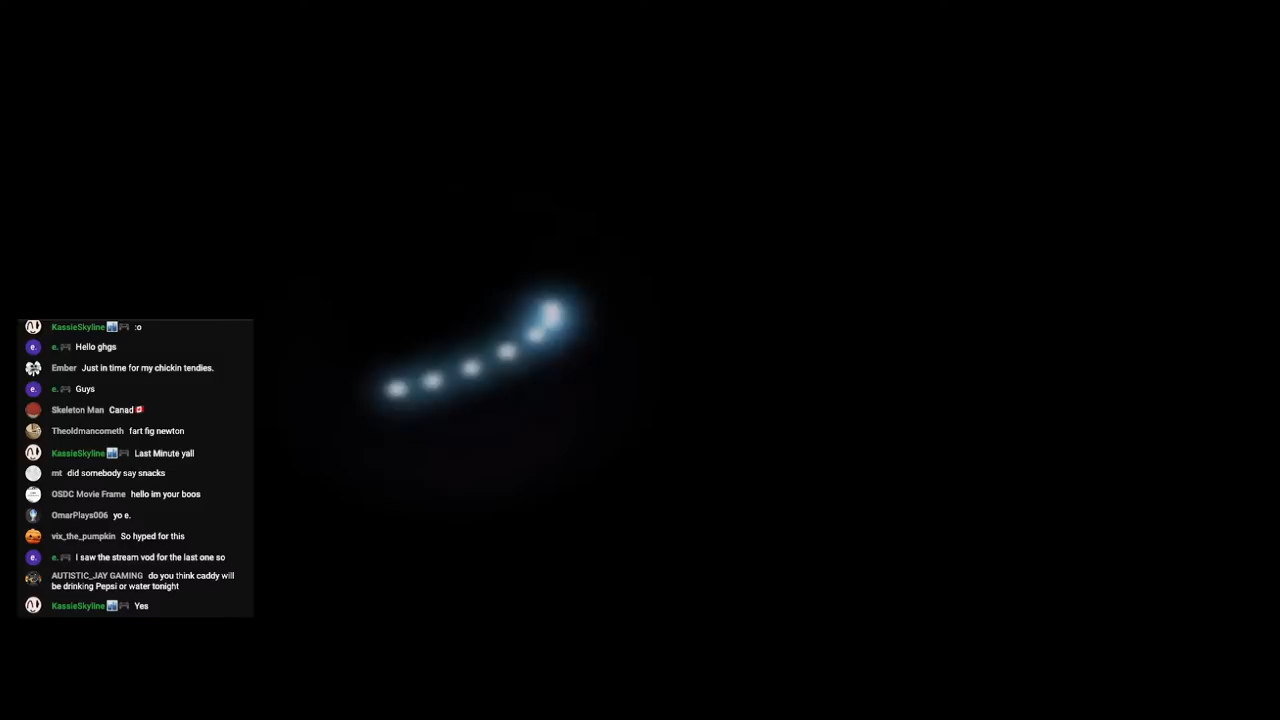 KassieSkyline :o
e. Hello ghgs
Ember Just in time for my chickin tendies.
e. Guys
Skeleton Man Canad
Theoldmancometh fart fig newton
KassieSkyline Last Minute yall
mt did somebody say snacks
OSDC Movie Frame hello im your boos
OmarPlays006 yo e.
vix_the_pumpkin So hyped for this
e. I saw the stream vod for the last one so
AUTISTIC_JAY GAMING do you think caddy will
be drinking Pepsi or water tonight
KassieSkyline Yes